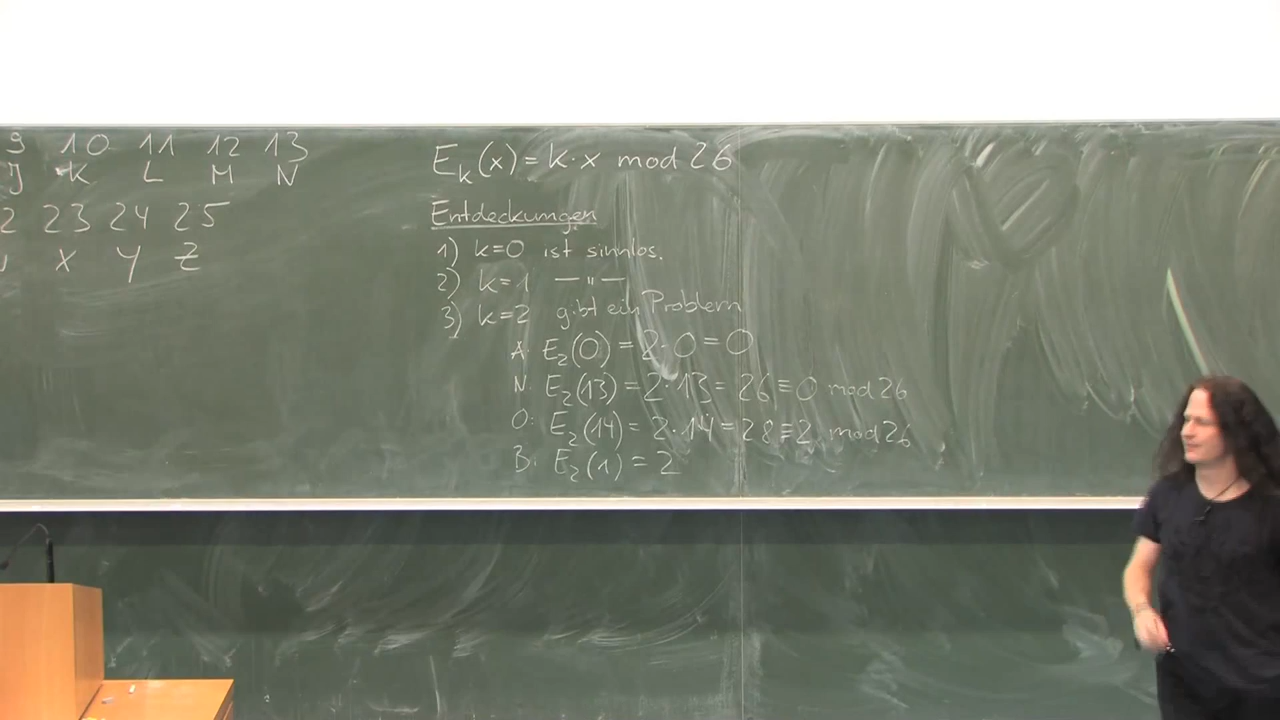 9 10 11 12 13
J K L M N
2 23 24 25
X Y Z
E_k(x) = k·x mod 26
Entdeckungen
1) k=0 ist sinnlos.
2) k=1 — " —
3) k=2 gibt ein Problem
A: E_2(0) = 2·0 = 0
N: E_2(13) = 2·13 = 26 ≡ 0 mod 26
O: E_2(14) = 2·14 = 28 ≡ 2 mod 26
B: E_2(1) = 2